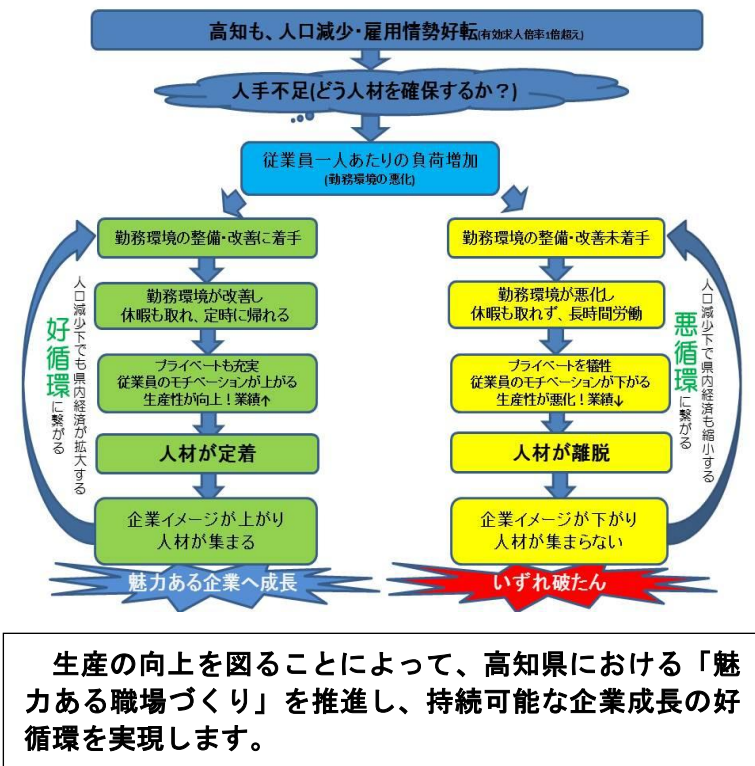 高知も、人口減少・雇用情勢好転(有効求人倍率1倍超え)
人手不足(どう人材を確保するか？)
従業員一人あたりの負荷増加
(勤務環境の悪化)
勤務環境の整備・改善に着手
勤務環境が改善し
休暇も取れ、定時に帰れる
プライベートも充実
従業員のモチベーションが上がる
生産性が向上！業績↑
人材が定着
企業イメージが上がり
人材が集まる
魅力ある企業へ成長
人口減少下でも県内経済が拡大する
好循環に繋がる
勤務環境の整備・改善未着手
勤務環境が悪化し
休暇も取れず、長時間労働
プライベートを犠牲
従業員のモチベーションが下がる
生産性が悪化！業績↓
人材が離脱
企業イメージが下がり
人材が集まらない
いずれ破たん
人口減少下で県内経済も縮小する
悪循環に繋がる
生産の向上を図ることによって、高知県における「魅
力ある職場づくり」を推進し、持続可能な企業成長の好
循環を実現します。